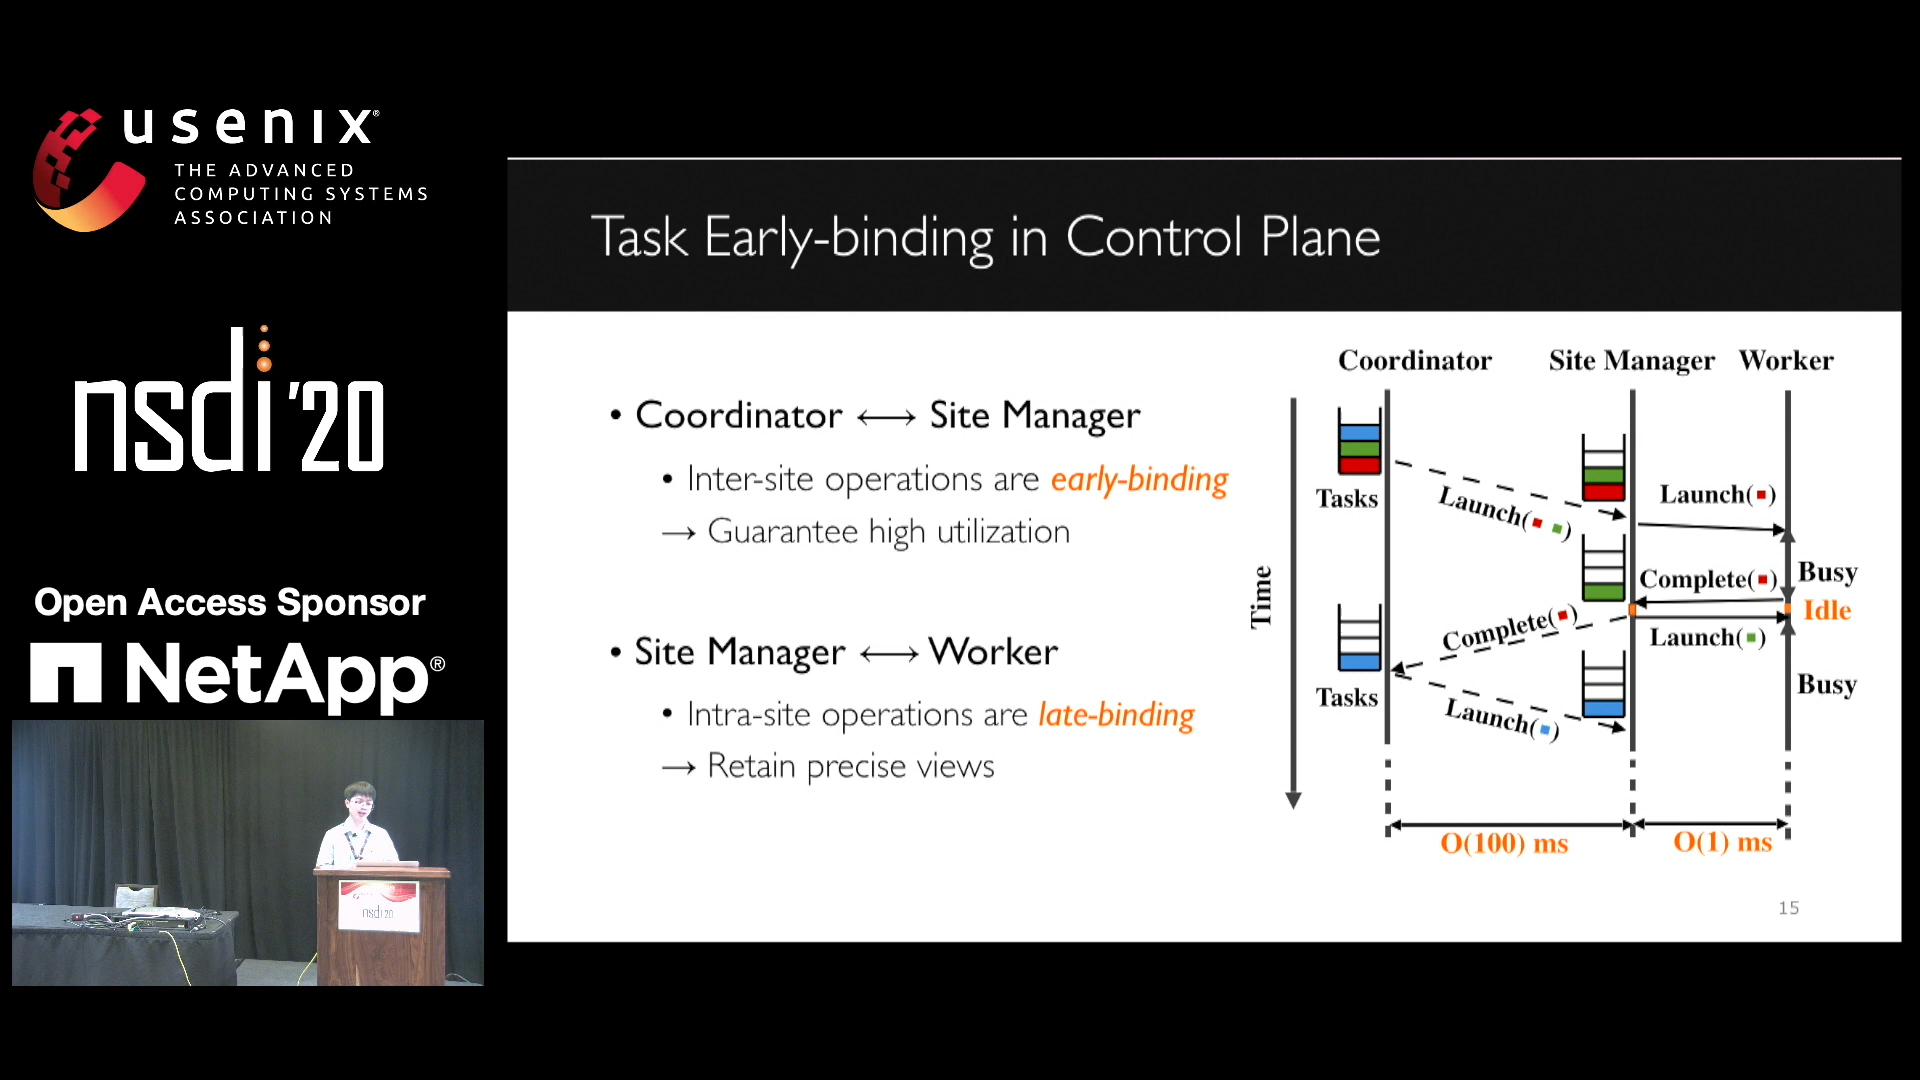 usenix®
THE ADVANCED
COMPUTING SYSTEMS
ASSOCIATION
nsdi '20
Open Access Sponsor
NetApp®
nsdi 20
Task Early-binding in Control Plane
• Coordinator ⟷ Site Manager
• Inter-site operations are early-binding
→ Guarantee high utilization
• Site Manager ⟷ Worker
• Intra-site operations are late-binding
→ Retain precise views
Coordinator Site Manager Worker
Time
Tasks
Launch( )
Launch( )
Complete( )
Busy
Idle
Complete( )
Launch( )
Tasks
Busy
Launch( )
O(100) ms
O(1) ms
15